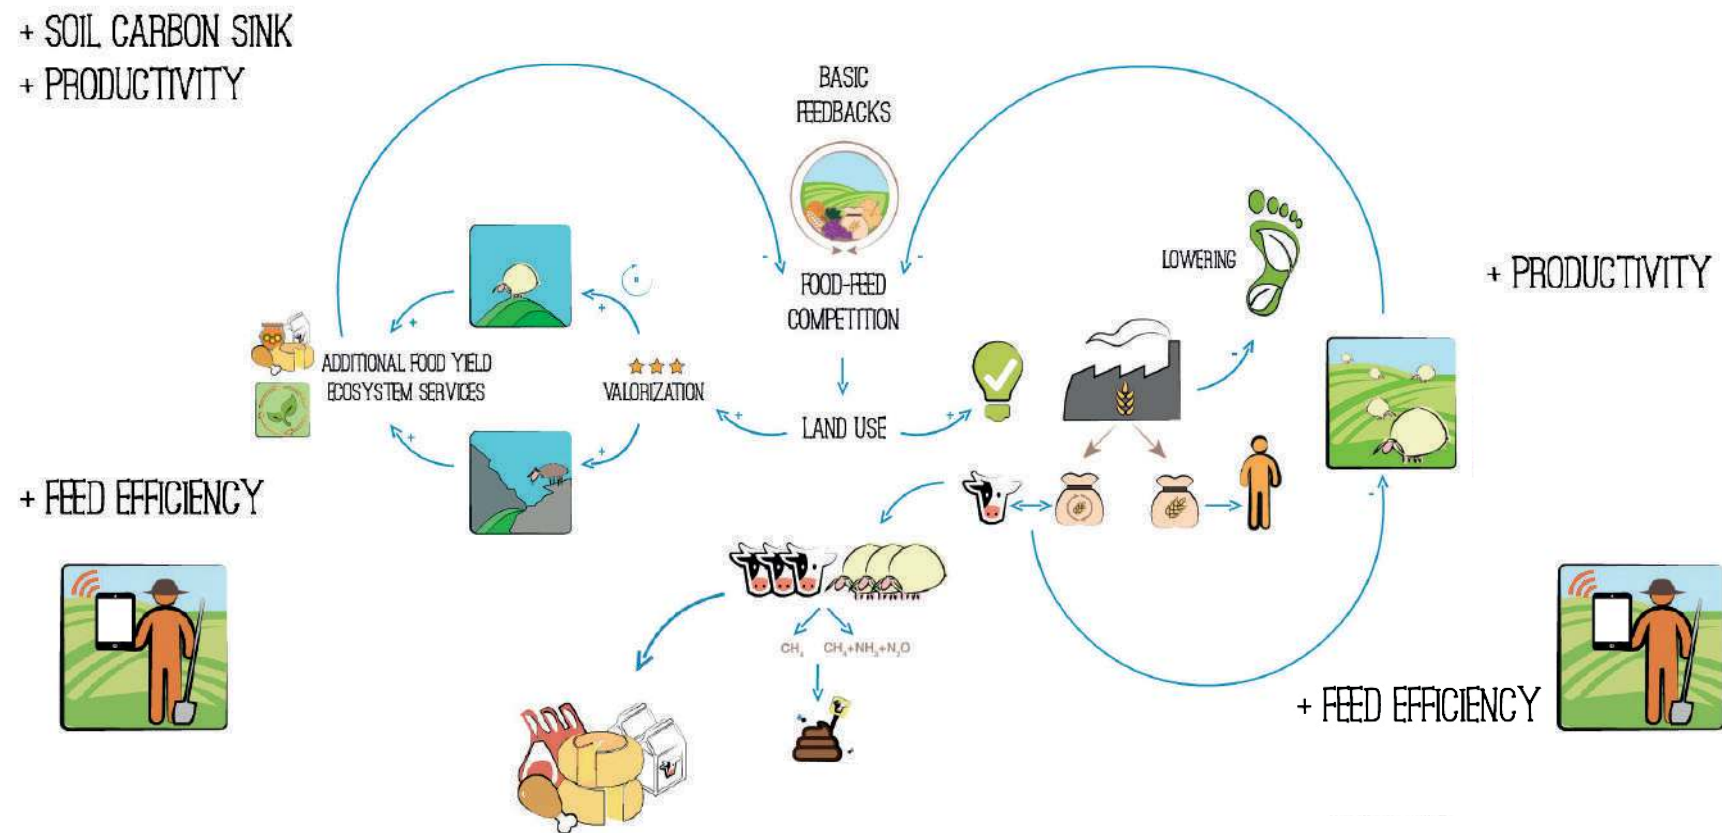 + SOIL CARBON SINK
+ PRODUCTIVITY
BASIC
FEEDBACKS
LOWERING
FOOD-FEED
COMPETITION
+ PRODUCTIVITY
ADDITIONAL FOOD YIELD
ECOSYSTEM SERVICES
VALORIZATION
LAND USE
+ FEED EFFICIENCY
CH₄
CH₄+NH₃+N₂O
+ FEED EFFICIENCY